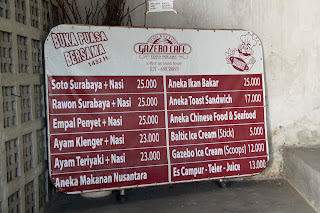 BUKA PUASA
BERSAMA
1432 H.
GAZEBO CAFE
Soto Surabaya + Nasi 25.000
Rawon Surabaya + Nasi 25.000
Empal Penyet + Nasi 25.000
Ayam Klenger + Nasi 23.000
Ayam Teriyaki + Nasi 23.000
Aneka Makanan Nusantara
Aneka Ikan Bakar 25.000
Aneka Toast Sandwich 17.000
Aneka Chinese Food & Seafood
Baltic Ice Cream (Stick) 5.000
Gazebo Ice Cream (Scoops) 12.000
Es Campur - Teler - Juice 13.000